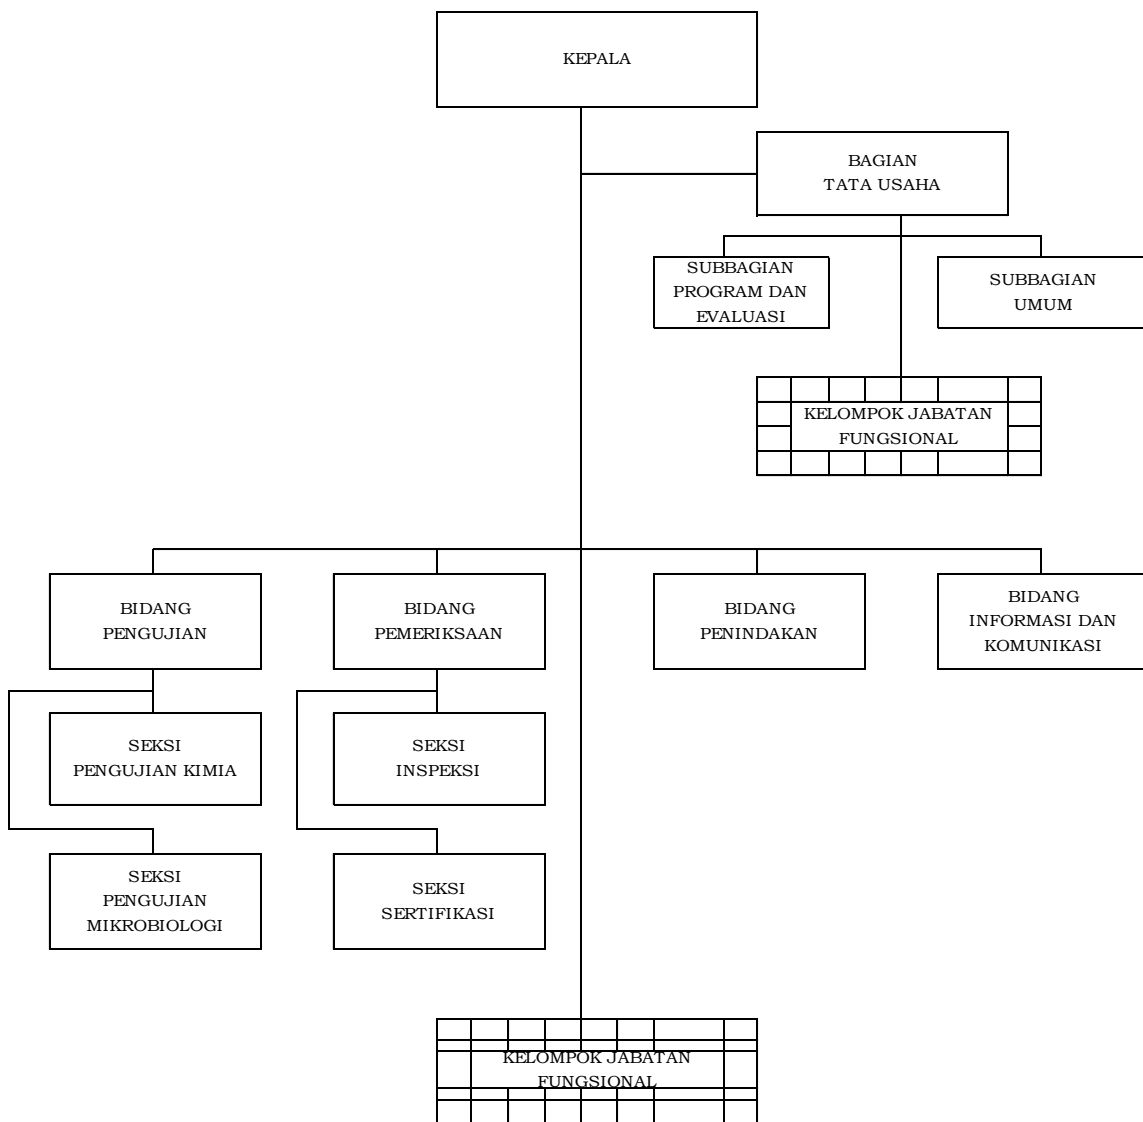 KEPALA
BAGIAN
TATA USAHA
SUBBAGIAN
PROGRAM DAN
EVALUASI
SUBBAGIAN
UMUM
KELOMPOK JABATAN
FUNGSIONAL
BIDANG
PENGUJIAN
BIDANG
PEMERIKSAAN
BIDANG
PENINDAKAN
BIDANG
INFORMASI DAN
KOMUNIKASI
SEKSI
PENGUJIAN KIMIA
SEKSI
INSPEKSI
SEKSI
PENGUJIAN
MIKROBIOLOGI
SEKSI
SERTIFIKASI
KELOMPOK JABATAN
FUNGSIONAL